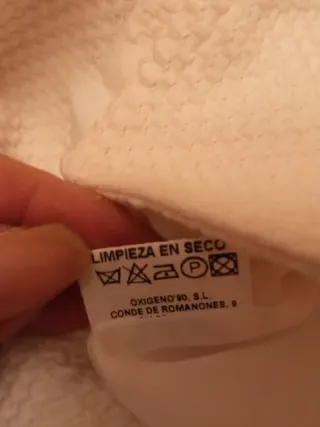 LIMPIEZA EN SECO
P
OXIGENO'90, S.L.
CONDE DE ROMANONES, 9